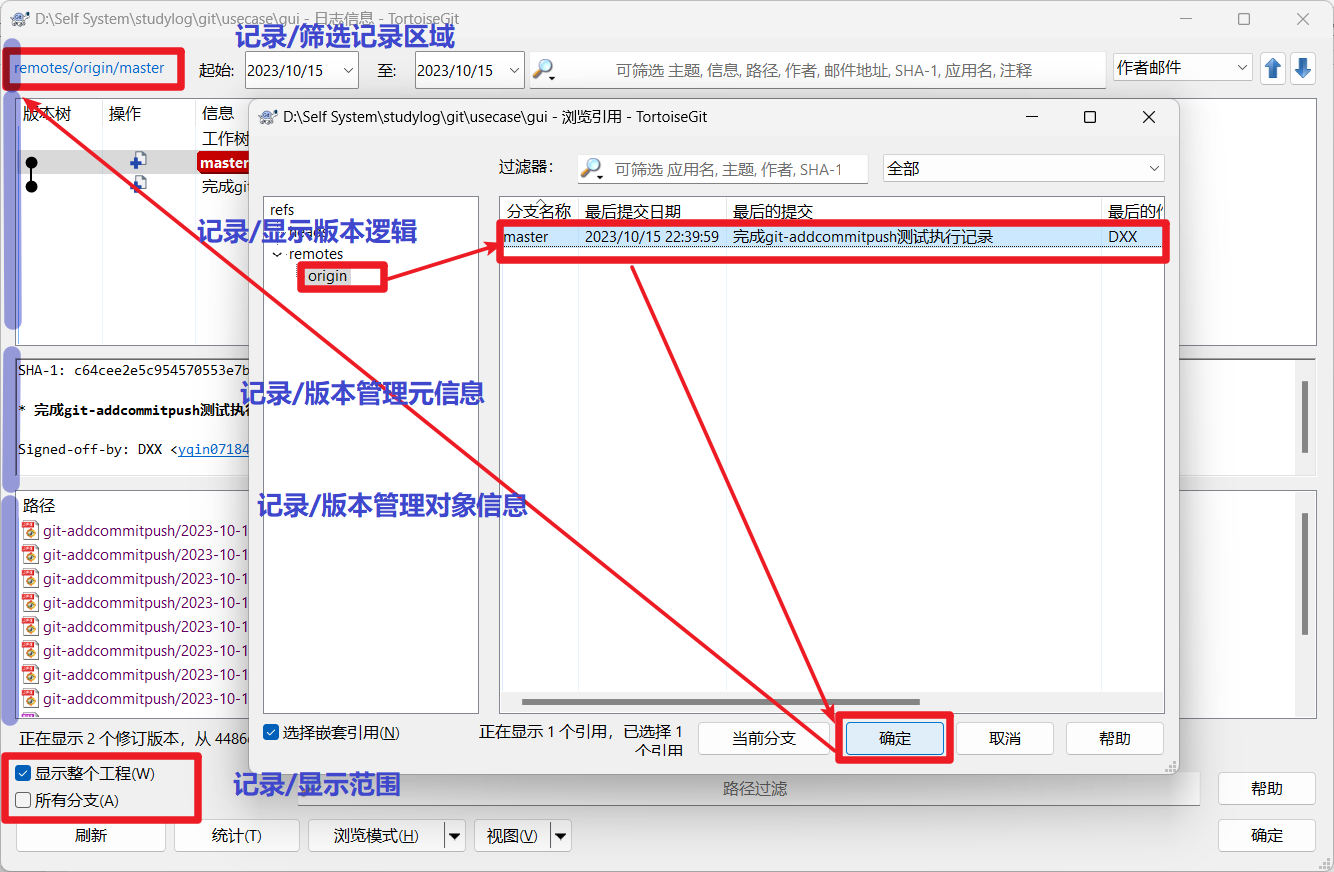 D:\Self System\studylog\git\usecase\gui - 日志信息 - TortoiseGit
记录/筛选记录区域
remotes/origin/master
起始: 2023/10/15 至: 2023/10/15 可筛选 主题, 信息, 路径, 作者, 邮件地址, SHA-1, 应用名, 注释 作者邮件
版本树 操作 信息
工作树
master
完成git
D:\Self System\studylog\git\usecase\gui - 浏览引用 - TortoiseGit
过滤器: 可筛选 应用名, 主题, 作者, SHA-1 全部
refs
heads
remotes
origin
记录/显示版本逻辑
分支名称 最后提交日期 最后的提交 最后的
master 2023/10/15 22:39:59 完成git-addcommitpush测试执行记录 DXX
SHA-1: c64cee2e5c954570553e7b
记录/版本管理元信息
* 完成git-addcommitpush测试执行
Signed-off-by: DXX <yqin07184
记录/版本管理对象信息
路径
git-addcommitpush/2023-10-1
git-addcommitpush/2023-10-1
git-addcommitpush/2023-10-1
git-addcommitpush/2023-10-1
git-addcommitpush/2023-10-1
git-addcommitpush/2023-10-1
git-addcommitpush/2023-10-1
git-addcommitpush/2023-10-1
选择嵌套引用(N) 正在显示 1 个引用，已选择 1
个引用
当前分支 确定 取消 帮助
正在显示 2 个修订版本，从 4486
显示整个工程(W)
所有分支(A)
记录/显示范围
路径过滤 帮助
刷新 统计(T) 浏览模式(H) 视图(V) 确定